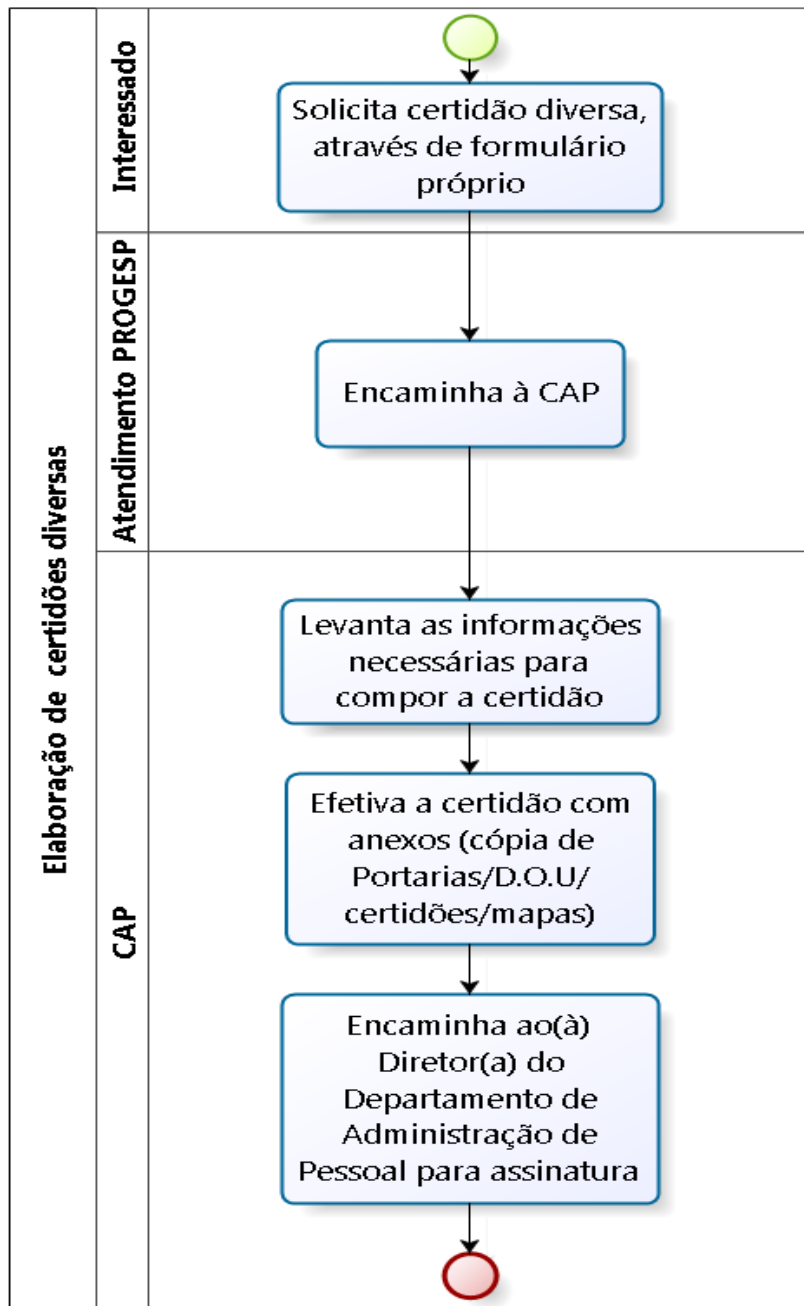 Elaboração de certidões diversas
Interessado
Solicita certidão diversa,
através de formulário
próprio
Atendimento PROGESP
Encaminha à CAP
CAP
Levanta as informações
necessárias para
compor a certidão
Efetiva a certidão com
anexos (cópia de
Portarias/D.O.U/
certidões/mapas)
Encaminha ao(à)
Diretor(a) do
Departamento de
Administração de
Pessoal para assinatura